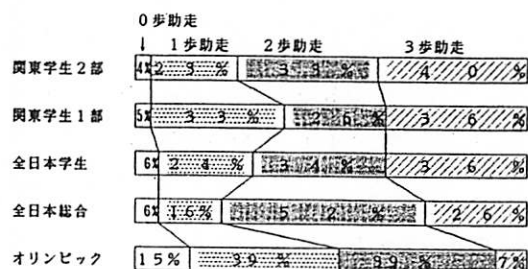 0歩助走
↓ 1歩助走 2歩助走 3歩助走
関東学生2部 4% 23% 33% 40%
関東学生1部 5% 33% 26% 36%
全日本学生 6% 24% 34% 36%
全日本総合 6% 16% 52% 26%
オリンピック 15% 39% 39% 7%